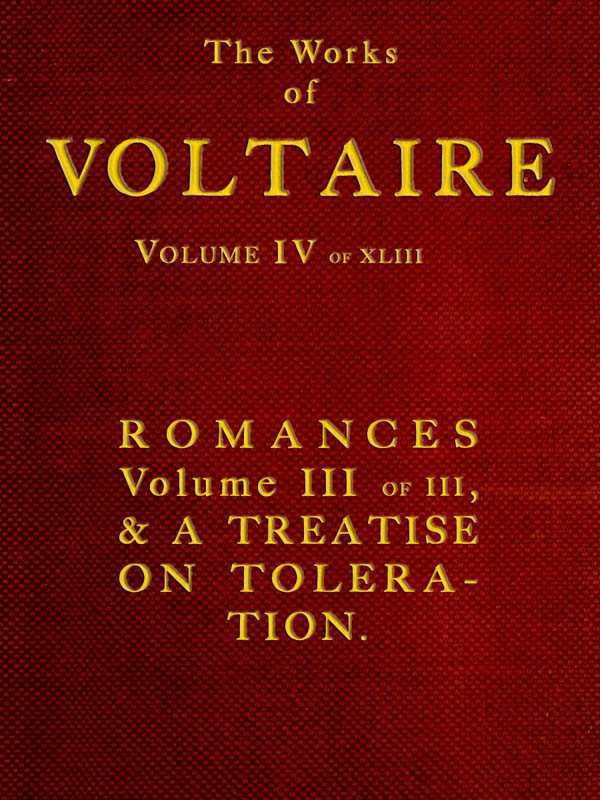 The Works
of
VOLTAIRE
VOLUME IV OF XLIII
ROMANCES
Volume III OF III,
& A TREATISE
ON TOLERA-
TION.